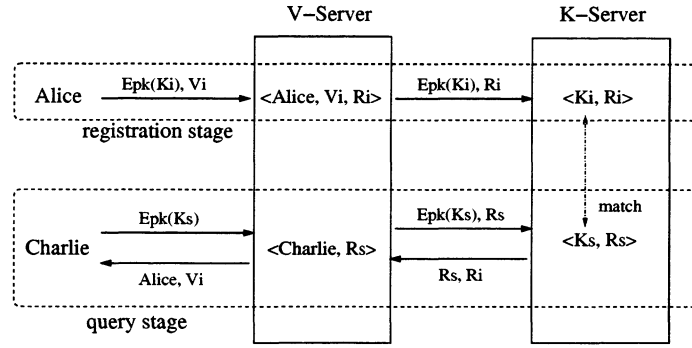 V-Server
K-Server
Alice
Epk(Ki), Vi
<Alice, Vi, Ri>
Epk(Ki), Ri
<Ki, Ri>
registration stage
match
Charlie
Epk(Ks)
<Charlie, Rs>
Epk(Ks), Rs
<Ks, Rs>
Alice, Vi
Rs, Ri
query stage